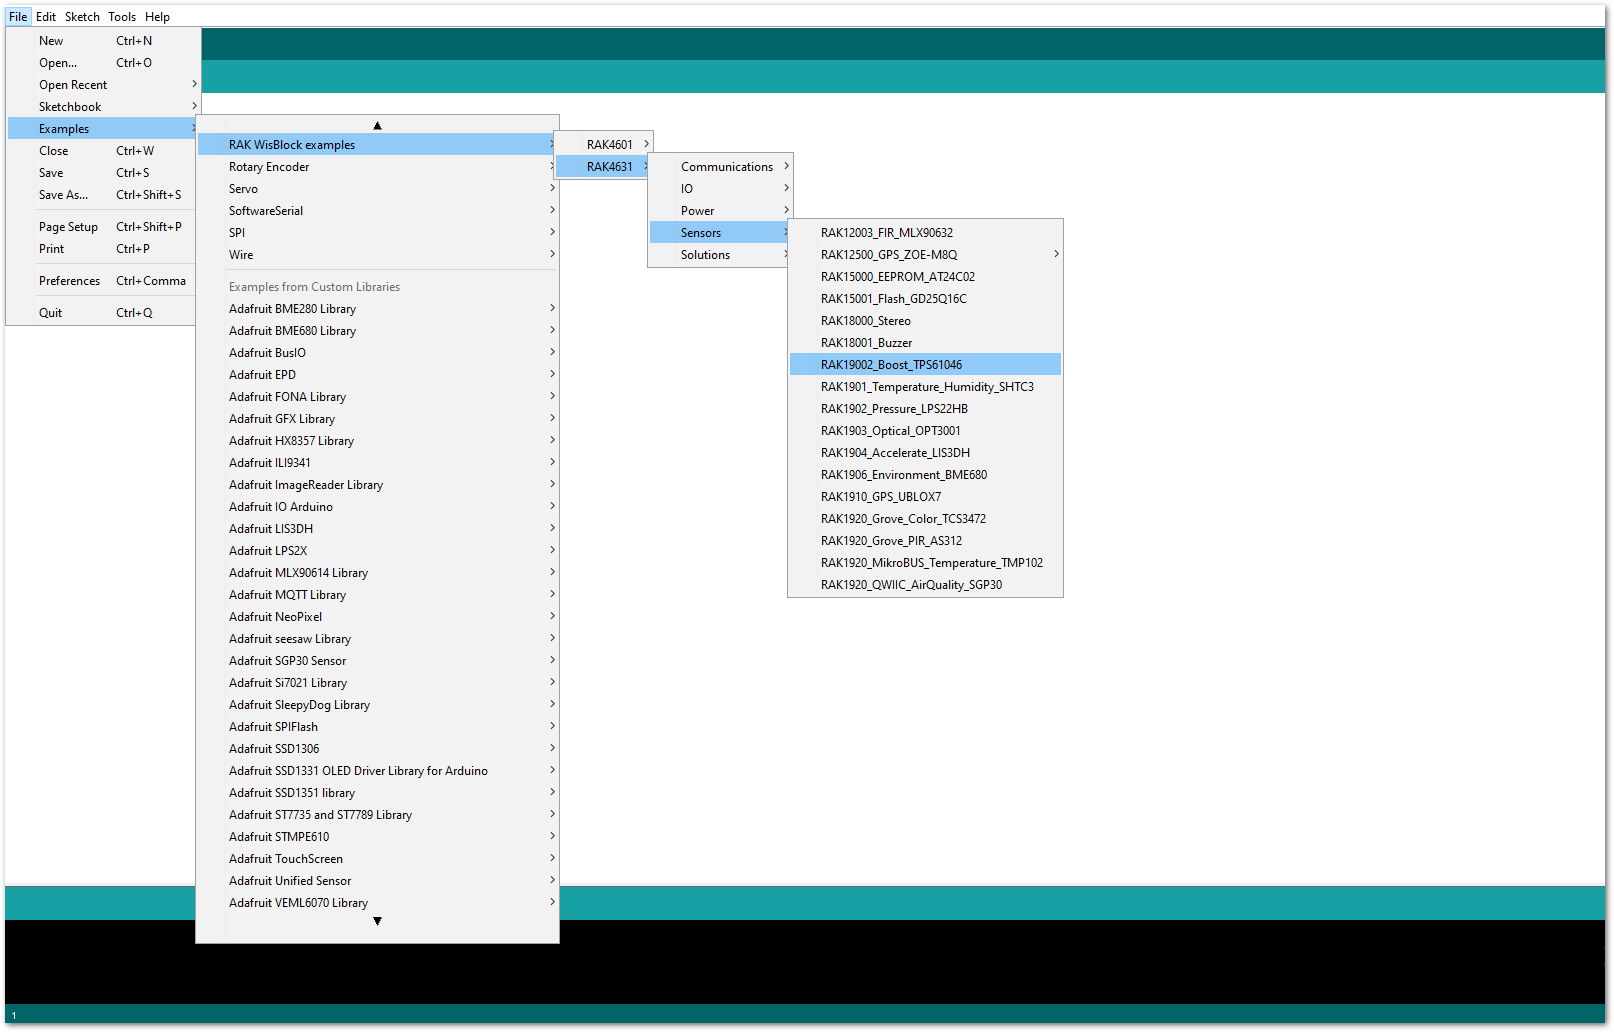 File Edit Sketch Tools Help
New Ctrl+N
Open... Ctrl+O
Open Recent
Sketchbook
Examples
Close Ctrl+W
Save Ctrl+S
Save As... Ctrl+Shift+S
Page Setup Ctrl+Shift+P
Print Ctrl+P
Preferences Ctrl+Comma
Quit Ctrl+Q
RAK WisBlock examples
Rotary Encoder
Servo
SoftwareSerial
SPI
Wire
Examples from Custom Libraries
Adafruit BME280 Library
Adafruit BME680 Library
Adafruit BusIO
Adafruit EPD
Adafruit FONA Library
Adafruit GFX Library
Adafruit HX8357 Library
Adafruit ILI9341
Adafruit ImageReader Library
Adafruit IO Arduino
Adafruit LIS3DH
Adafruit LPS2X
Adafruit MLX90614 Library
Adafruit MQTT Library
Adafruit NeoPixel
Adafruit seesaw Library
Adafruit SGP30 Sensor
Adafruit Si7021 Library
Adafruit SleepyDog Library
Adafruit SPIFlash
Adafruit SSD1306
Adafruit SSD1331 OLED Driver Library for Arduino
Adafruit SSD1351 library
Adafruit ST7735 and ST7789 Library
Adafruit STMPE610
Adafruit TouchScreen
Adafruit Unified Sensor
Adafruit VEML6070 Library
RAK4601
RAK4631
Communications
IO
Power
Sensors
Solutions
RAK12003_FIR_MLX90632
RAK12500_GPS_ZOE-M8Q
RAK15000_EEPROM_AT24C02
RAK15001_Flash_GD25Q16C
RAK18000_Stereo
RAK18001_Buzzer
RAK19002_Boost_TPS61046
RAK1901_Temperature_Humidity_SHTC3
RAK1902_Pressure_LPS22HB
RAK1903_Optical_OPT3001
RAK1904_Accelerate_LIS3DH
RAK1906_Environment_BME680
RAK1910_GPS_UBLOX7
RAK1920_Grove_Color_TCS3472
RAK1920_Grove_PIR_AS312
RAK1920_MikroBUS_Temperature_TMP102
RAK1920_QWIIC_AirQuality_SGP30
1